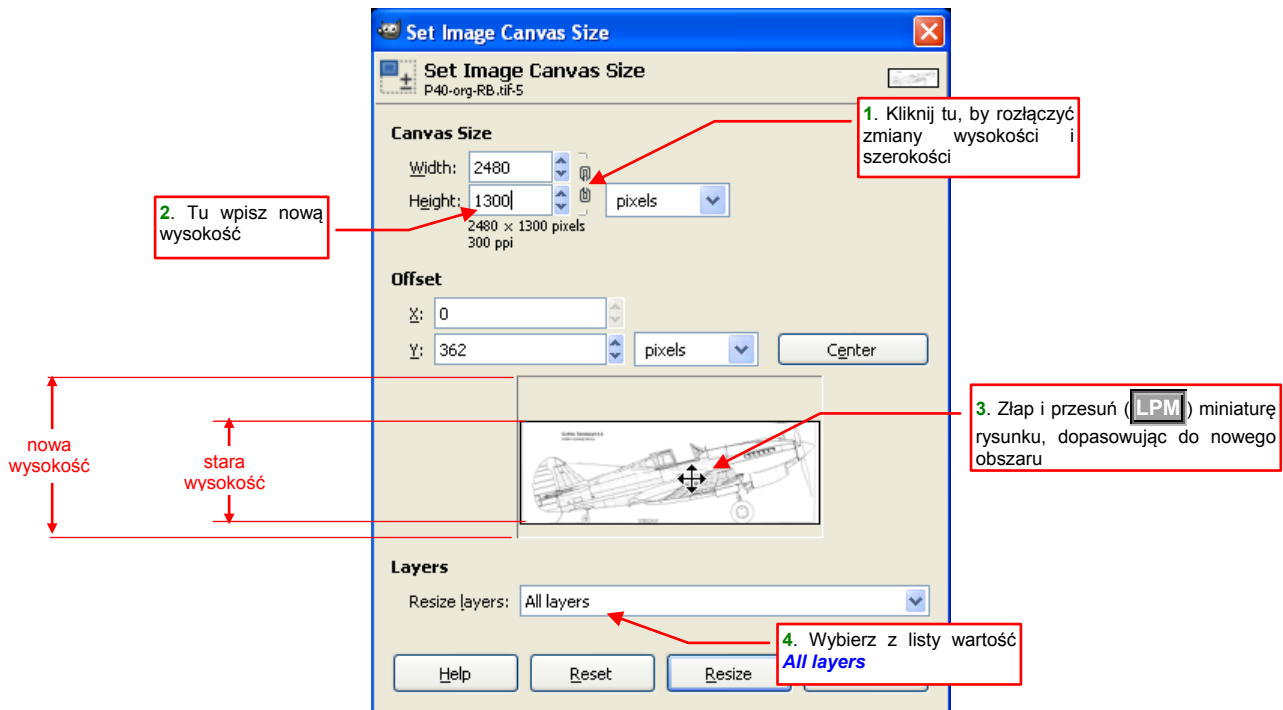 Set Image Canvas Size
Set Image Canvas Size
P40-org-RB.tif-5
1. Kliknij tu, by rozłączyć
zmiany wysokości i
szerokości
Canvas Size
Width: 2480
Height: 1300 pixels
2480 × 1300 pixels
300 ppi
2. Tu wpisz nową
wysokość
Offset
X: 0
Y: 362 pixels Center
3. Złap i przesuń (LPM) miniaturę
rysunku, dopasowując do nowego
obszaru
nowa
wysokość
stara
wysokość
Layers
Resize layers: All layers
4. Wybierz z listy wartość
All layers
Help Reset Resize